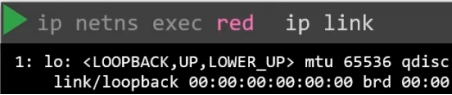 ip netns exec red ip link
1: lo: <LOOPBACK,UP,LOWER_UP> mtu 65536 qdisc
link/loopback 00:00:00:00:00:00 brd 00:00